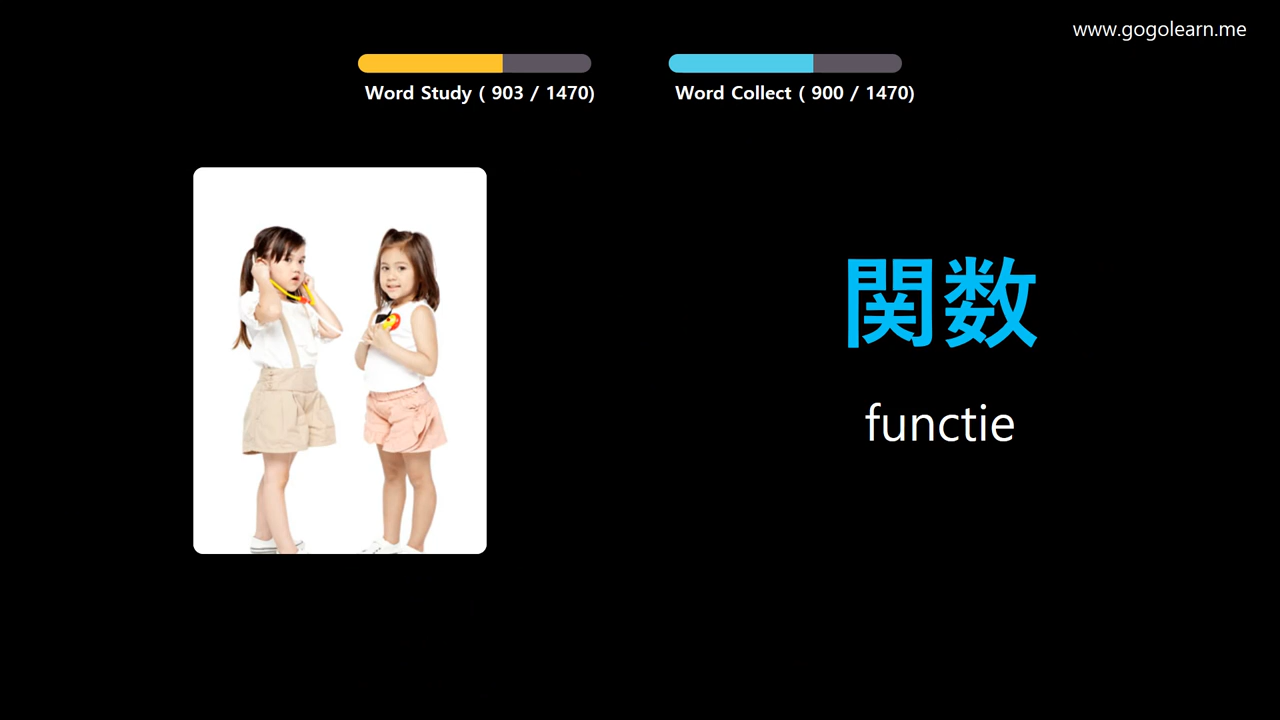 www.gogolearn.me
Word Study ( 903 / 1470)
Word Collect ( 900 / 1470)
関数
functie